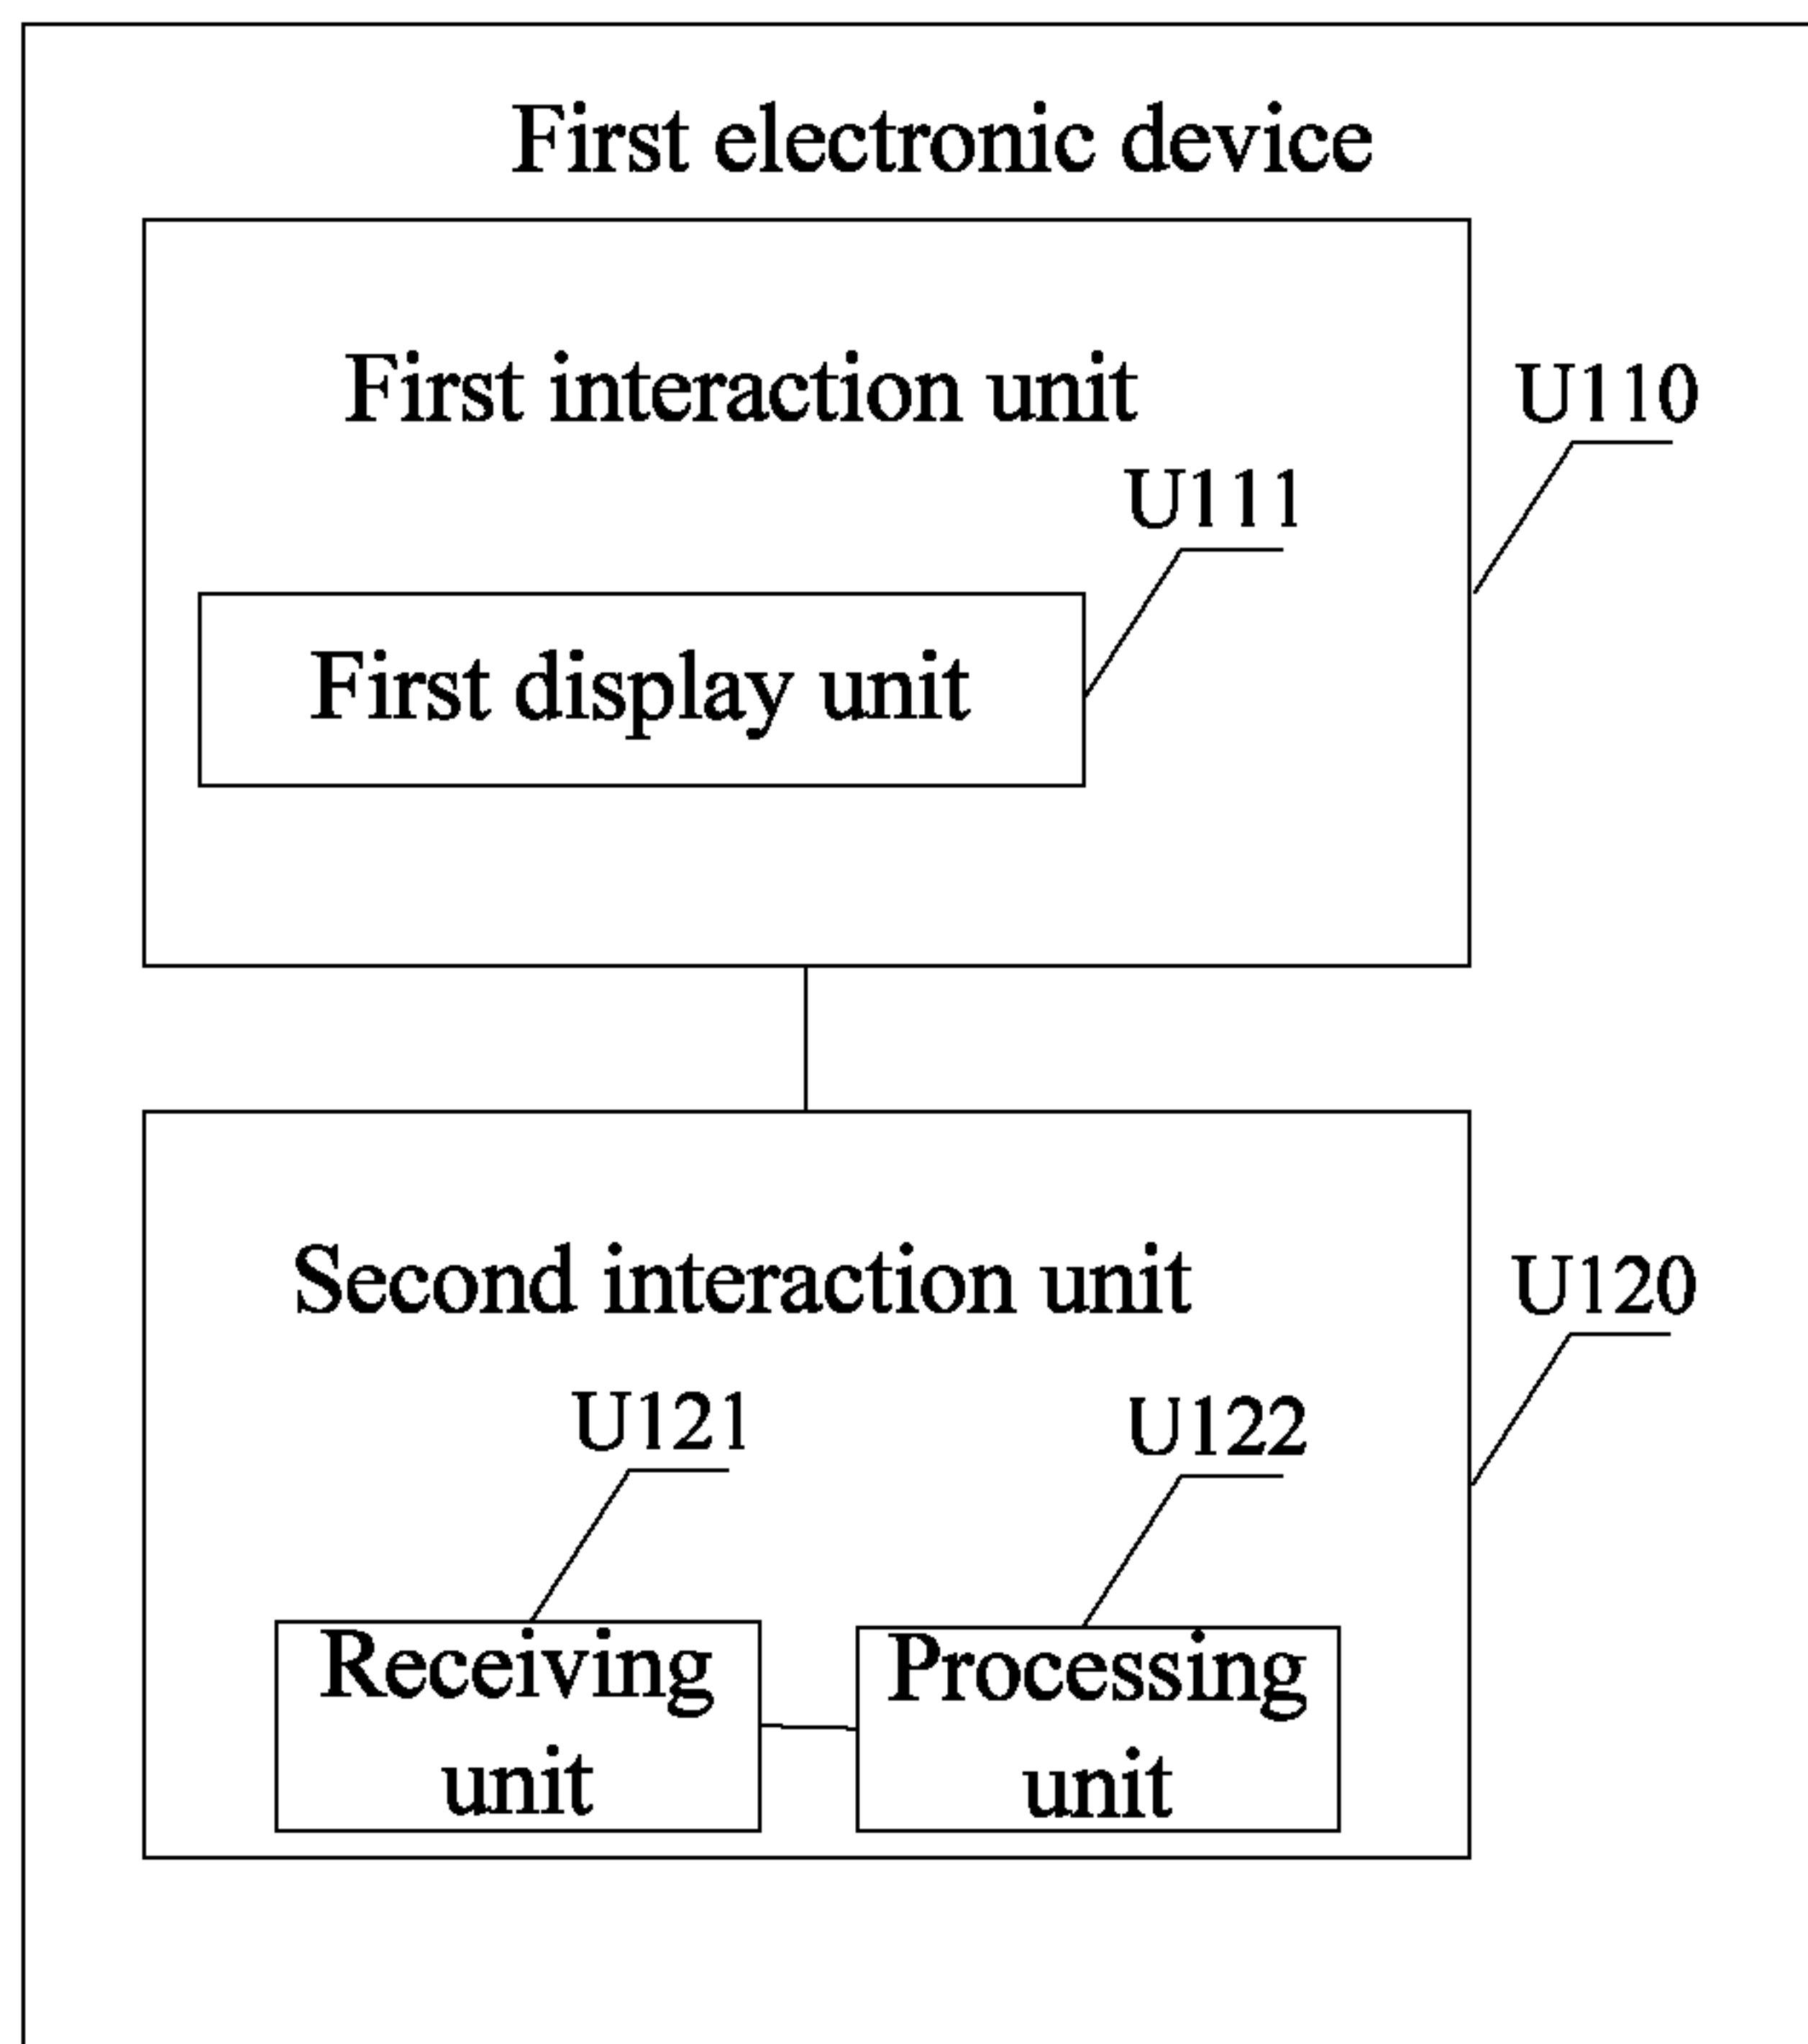 First electronic device
First interaction unit
U110
U111
First display unit
Second interaction unit
U120
U121
U122
Receiving
unit
Processing
unit